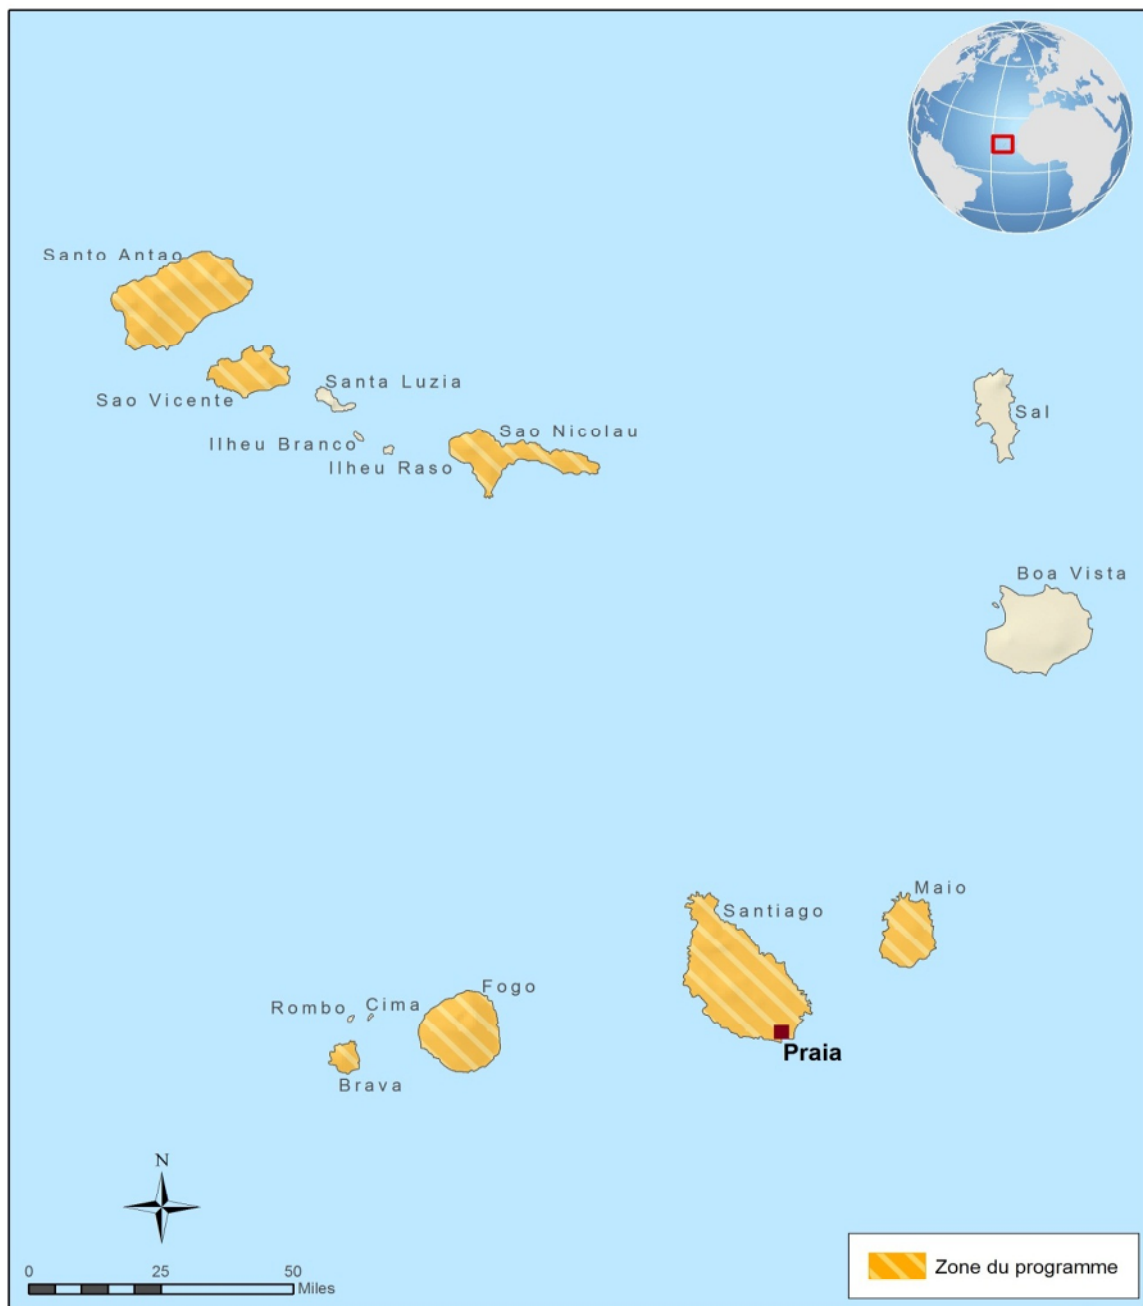 Santo Antao
Sao Vicente
Santa Luzia
Ilheu Branco
Ilheu Raso
Sao Nicolau
Sal
Boa Vista
Maio
Santiago
Praia
Fogo
Cima
Rombo
Brava
N
0 25 50
Miles
Zone du programme